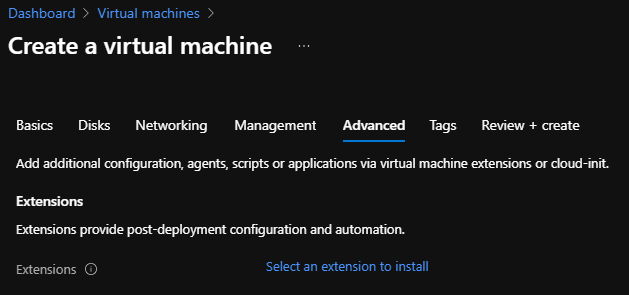 Dashboard > Virtual machines >
Create a virtual machine ...
Basics Disks Networking Management Advanced Tags Review + create
Add additional configuration, agents, scripts or applications via virtual machine extensions or cloud-init.
Extensions
Extensions provide post-deployment configuration and automation.
Extensions Select an extension to install